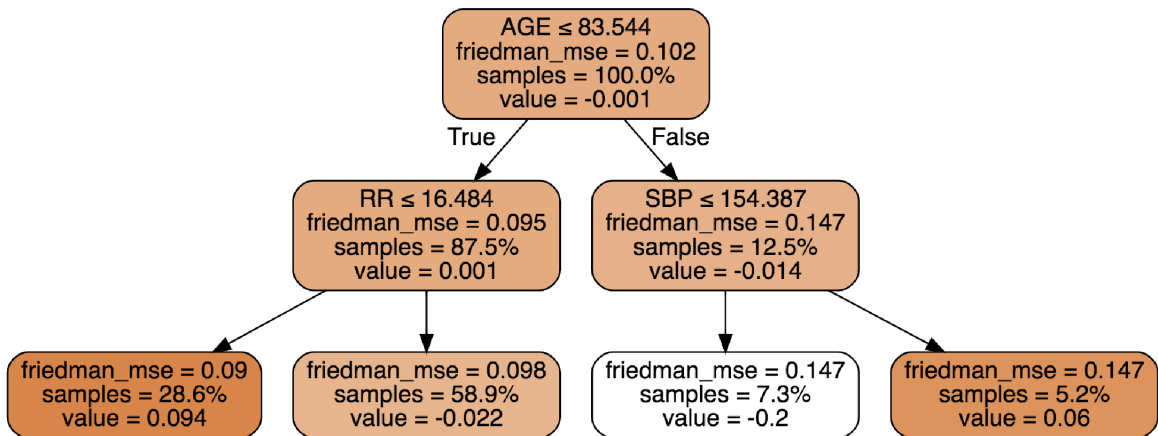 AGE ≤ 83.544
friedman_mse = 0.102
samples = 100.0%
value = -0.001
True
False
RR ≤ 16.484
friedman_mse = 0.095
samples = 87.5%
value = 0.001
SBP ≤ 154.387
friedman_mse = 0.147
samples = 12.5%
value = -0.014
friedman_mse = 0.09
samples = 28.6%
value = 0.094
friedman_mse = 0.098
samples = 58.9%
value = -0.022
friedman_mse = 0.147
samples = 7.3%
value = -0.2
friedman_mse = 0.147
samples = 5.2%
value = 0.06